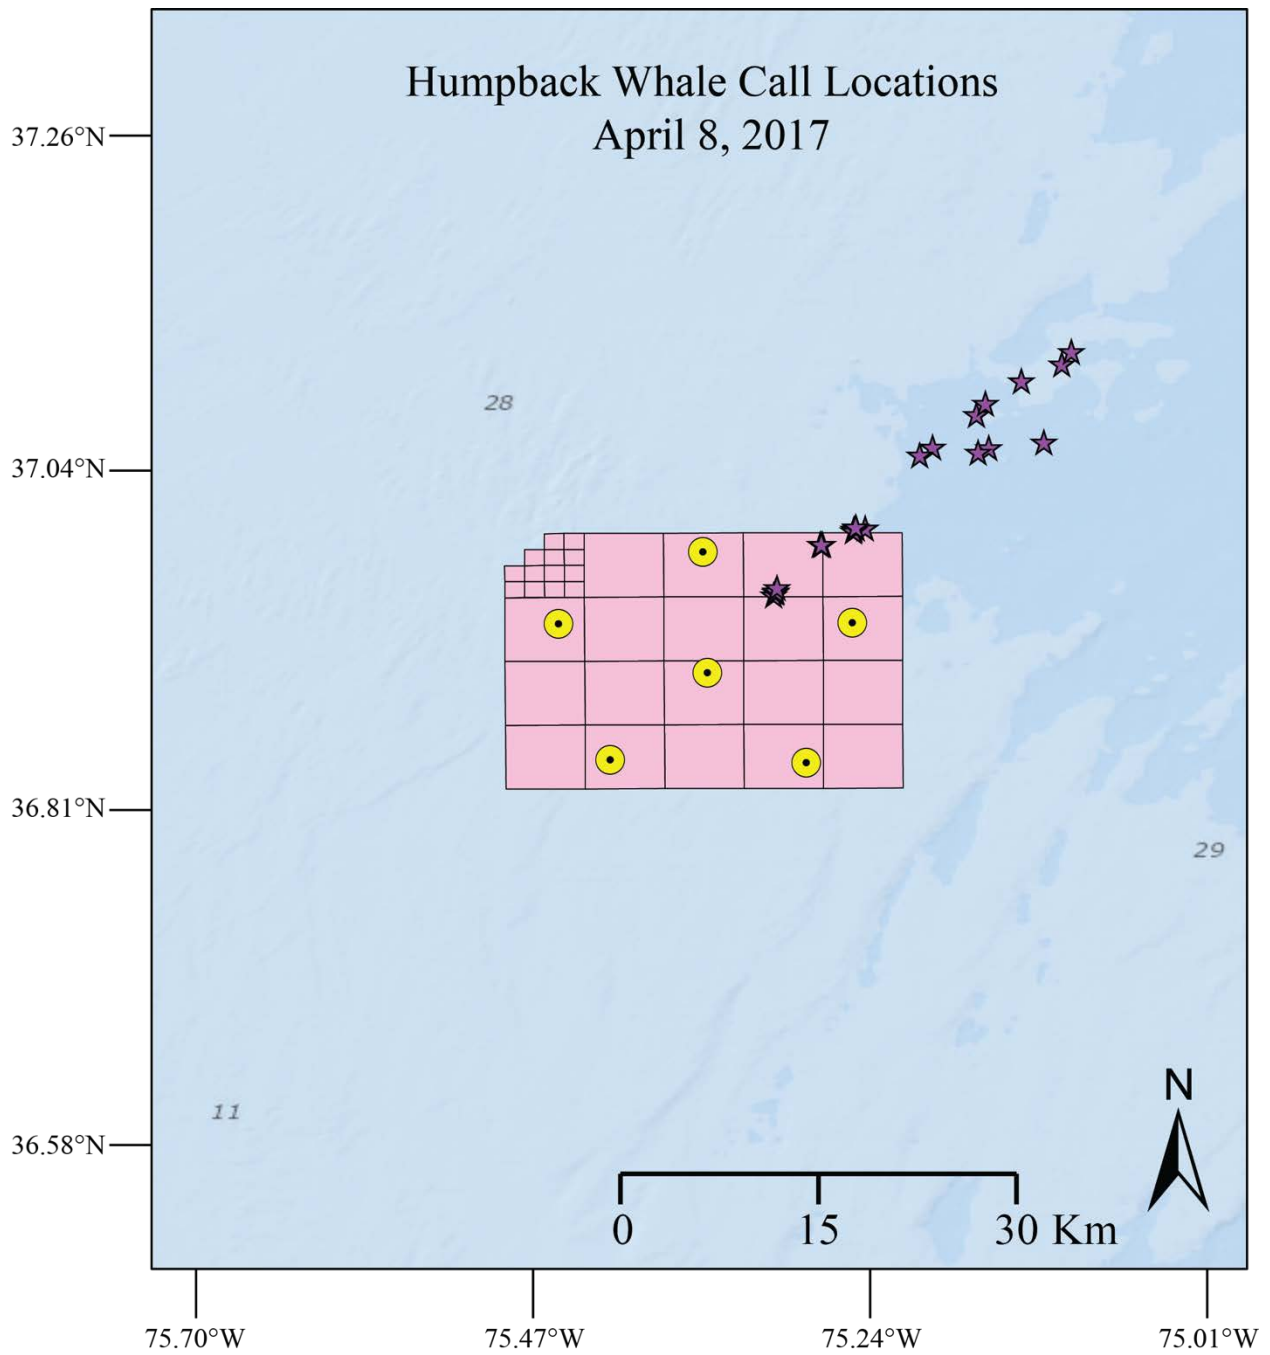 Humpback Whale Call Locations
April 8, 2017
37.26°N
28
37.04°N
36.81°N
29
11
N
36.58°N
0 15 30 Km
75.70°W 75.47°W 75.24°W 75.01°W